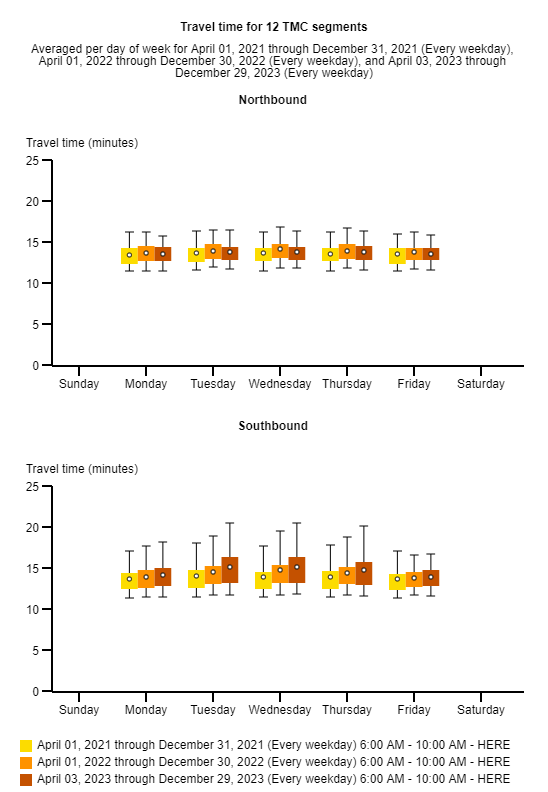 Travel time for 12 TMC segments
Averaged per day of week for April 01, 2021 through December 31, 2021 (Every weekday),
April 01, 2022 through December 30, 2022 (Every weekday), and April 03, 2023 through
December 29, 2023 (Every weekday)
Northbound
Travel time (minutes)
25
20
15
10
5
0
Sunday Monday Tuesday Wednesday Thursday Friday Saturday
Southbound
Travel time (minutes)
25
20
15
10
5
0
Sunday Monday Tuesday Wednesday Thursday Friday Saturday
April 01, 2021 through December 31, 2021 (Every weekday) 6:00 AM - 10:00 AM - HERE
April 01, 2022 through December 30, 2022 (Every weekday) 6:00 AM - 10:00 AM - HERE
April 03, 2023 through December 29, 2023 (Every weekday) 6:00 AM - 10:00 AM - HERE